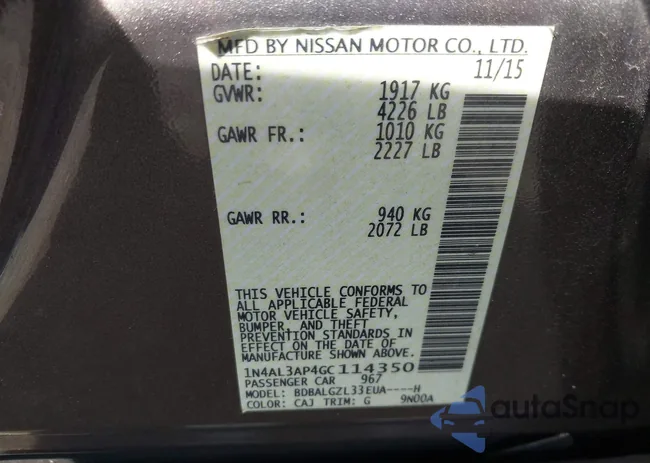 MFD BY NISSAN MOTOR CO., LTD.
DATE: 11/15
GVWR: 1917 KG
4226 LB
GAWR FR.: 1010 KG
2227 LB
GAWR RR.: 940 KG
2072 LB
THIS VEHICLE CONFORMS TO
ALL APPLICABLE FEDERAL
MOTOR VEHICLE SAFETY,
BUMPER, AND THEFT
PREVENTION STANDARDS IN
EFFECT ON THE DATE OF
MANUFACTURE SHOWN ABOVE.
1N4AL3AP4GC114350
PASSENGER CAR 967
MODEL: BDBALGZL33EUA----H
COLOR: CAJ TRIM: G 9N00A
autoSnap